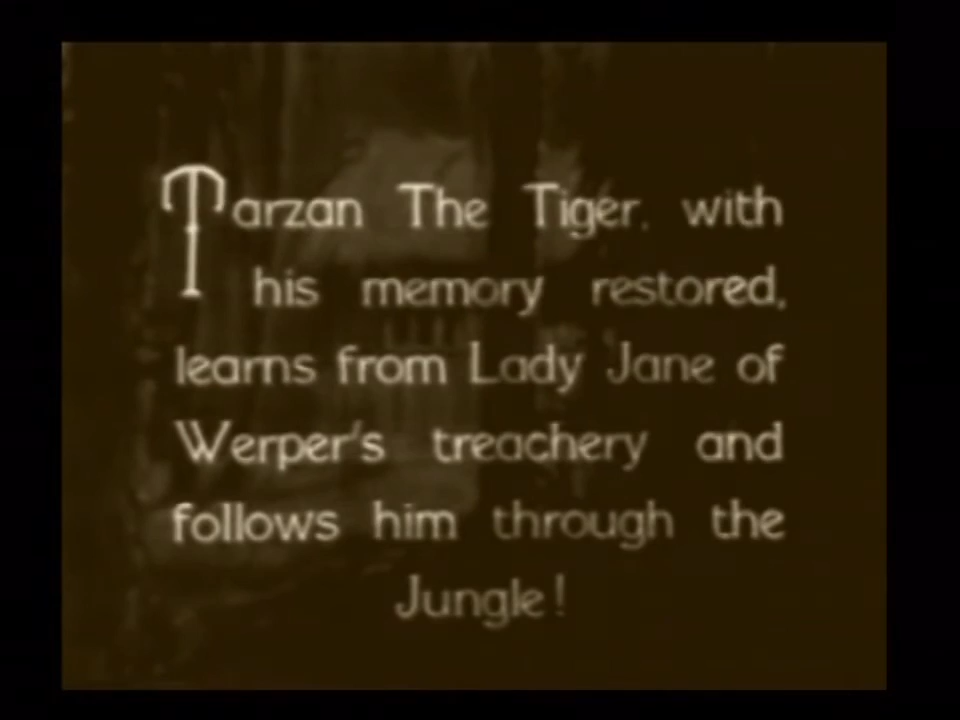 Tarzan The Tiger, with
his memory restored,
learns from Lady Jane of
Werper's treachery and
follows him through the
Jungle!